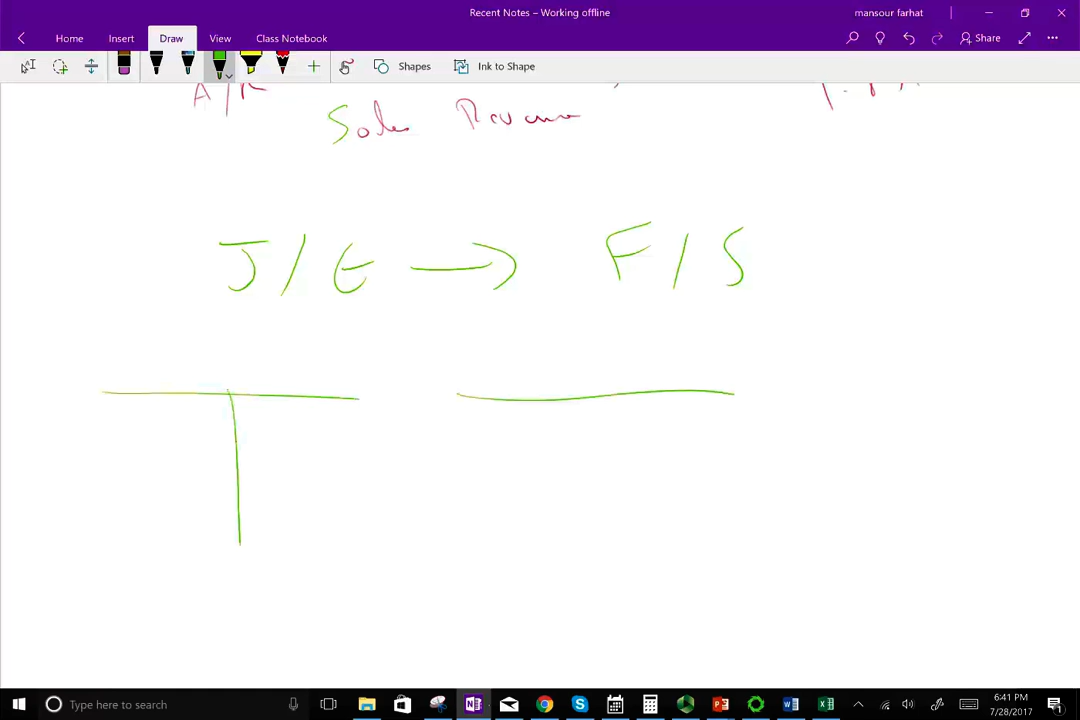 Recent Notes – Working offline
mansour farhat
Home Insert Draw View Class Notebook
Share
Shapes Ink to Shape
A/R
Sales Revenue
J/E → F/S
Type here to search
6:41 PM
7/28/2017